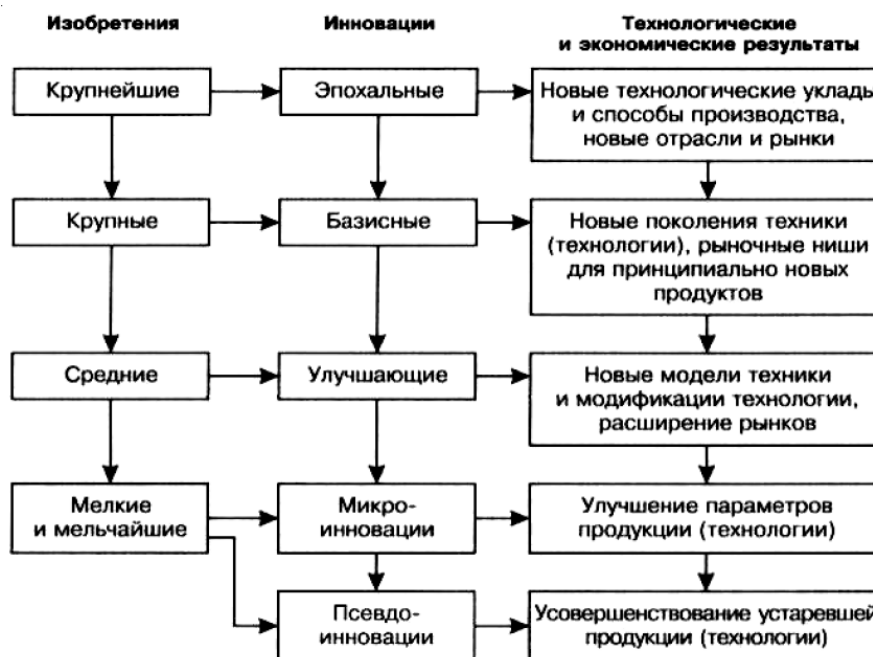 Изобретения
Инновации
Технологические
и экономические результаты
Крупнейшие
Эпохальные
Новые технологические уклады
и способы производства,
новые отрасли и рынки
Крупные
Базисные
Новые поколения техники
(технологии), рыночные ниши
для принципиально новых
продуктов
Средние
Улучшающие
Новые модели техники
и модификации технологии,
расширение рынков
Мелкие
и мельчайшие
Микро-
инновации
Улучшение параметров
продукции (технологии)
Псевдо-
инновации
Усовершенствование устаревшей
продукции (технологии)